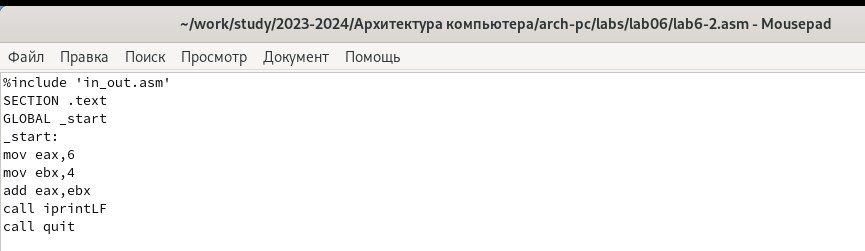 ~/work/study/2023-2024/Архитектура компьютера/arch-pc/labs/lab06/lab6-2.asm - Mousepad
Файл Правка Поиск Просмотр Документ Помощь
%include 'in_out.asm'
SECTION .text
GLOBAL _start
_start:
mov eax,6
mov ebx,4
add eax,ebx
call iprintLF
call quit